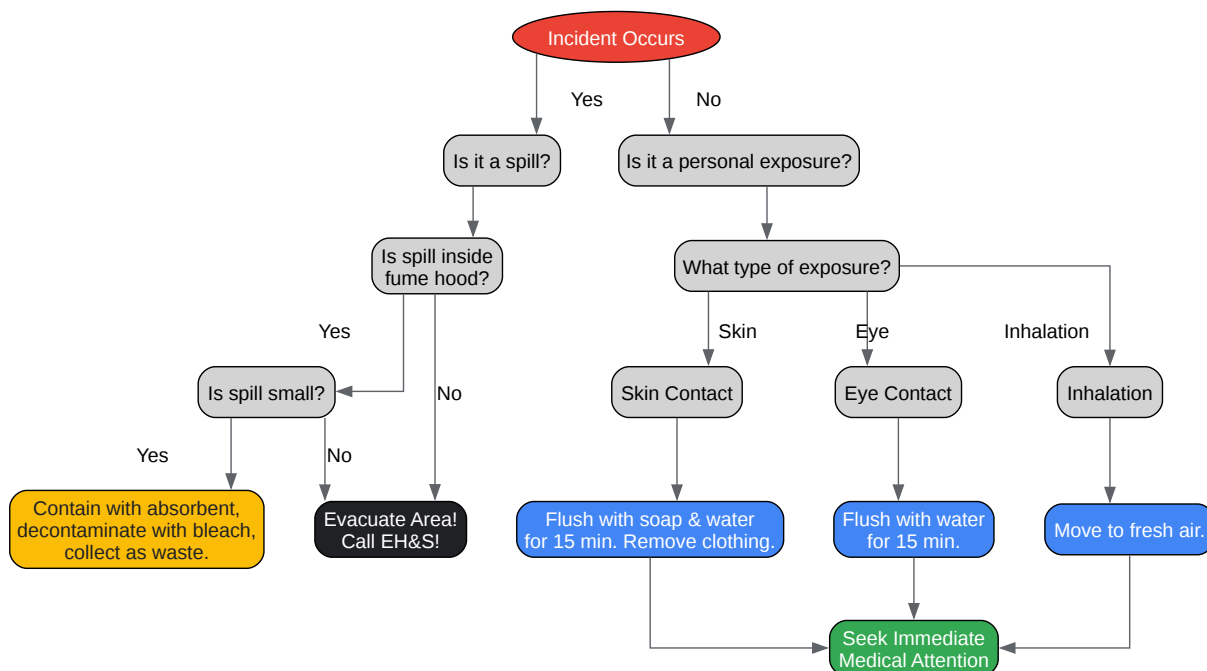 Incident Occurs
Yes
No
Is it a spill?
Is it a personal exposure?
Is spill inside
fume hood?
What type of exposure?
Yes
No
Skin
Eye
Inhalation
Is spill small?
Skin Contact
Eye Contact
Inhalation
Yes
No
Contain with absorbent,
decontaminate with bleach,
collect as waste.
Evacuate Area!
Call EH&S!
Flush with soap & water
for 15 min. Remove clothing.
Flush with water
for 15 min.
Move to fresh air.
Seek Immediate
Medical Attention